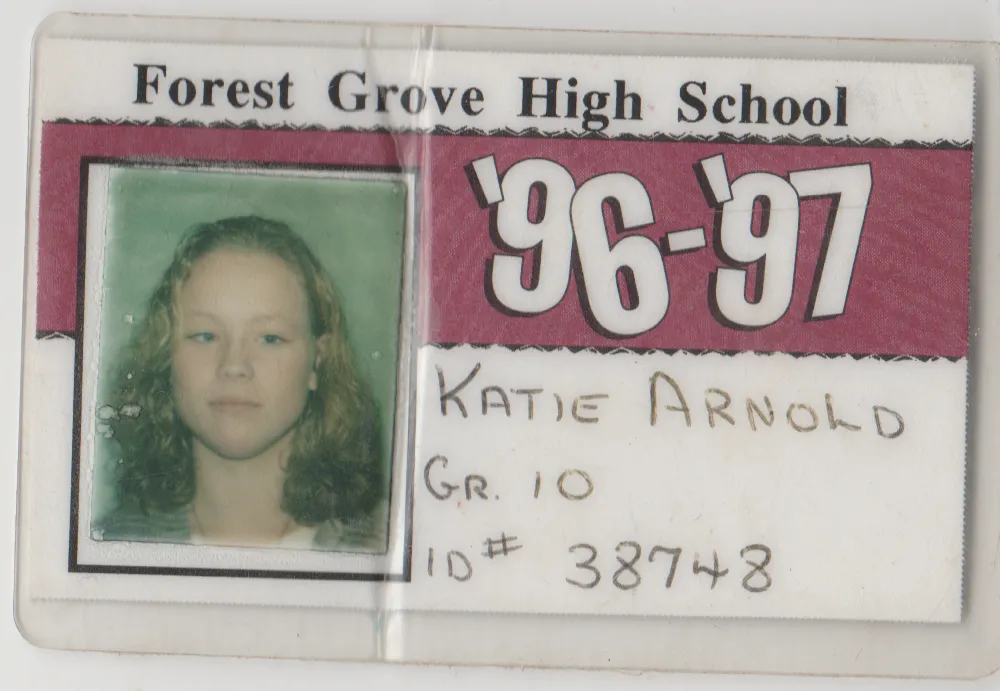 Forest Grove High School
'96-'97
KATIE ARNOLD
GR. 10
ID# 38748